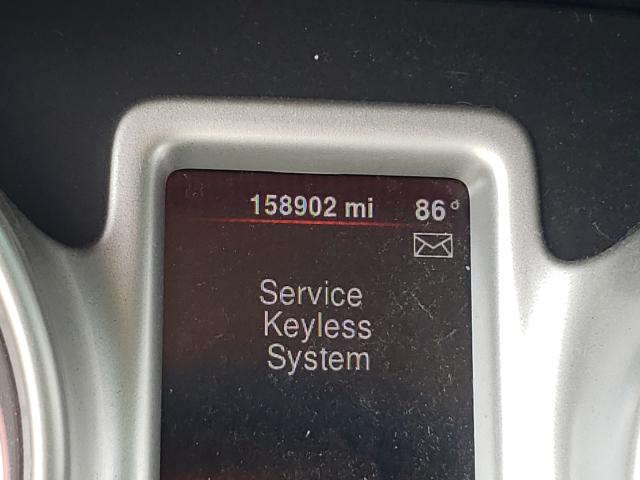 158902 mi 86°
Service
Keyless
System